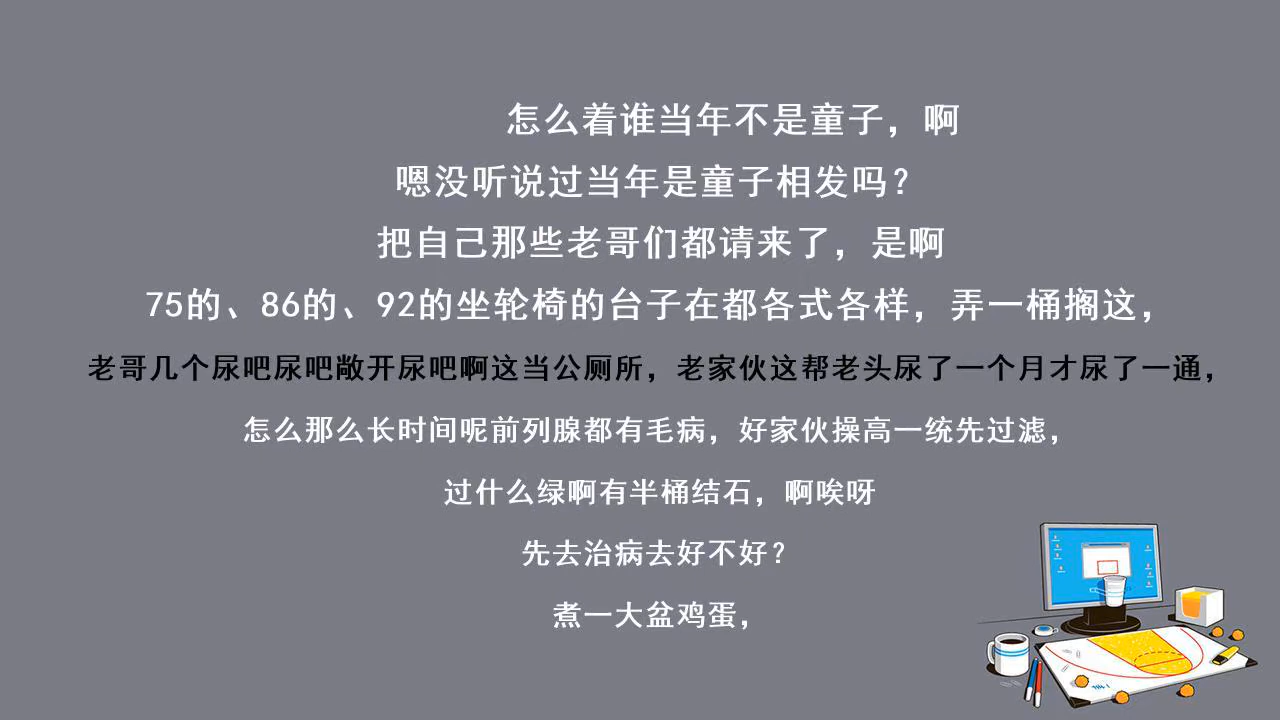 怎么着谁当年不是童子，啊
嗯没听说过当年是童子相发吗？
把自己那些老哥们都请来了，是啊
75的、86的、92的坐轮椅的台子在都各式各样，弄一桶搁这，
老哥几个尿吧尿吧敞开尿吧啊这当公厕所，老家伙这帮老头尿了一个月才尿了一通，
怎么那么长时间呢前列腺都有毛病，好家伙操高一统先过滤，
过什么绿啊有半桶结石，啊唉呀
先去治病去好不好？
煮一大盆鸡蛋，